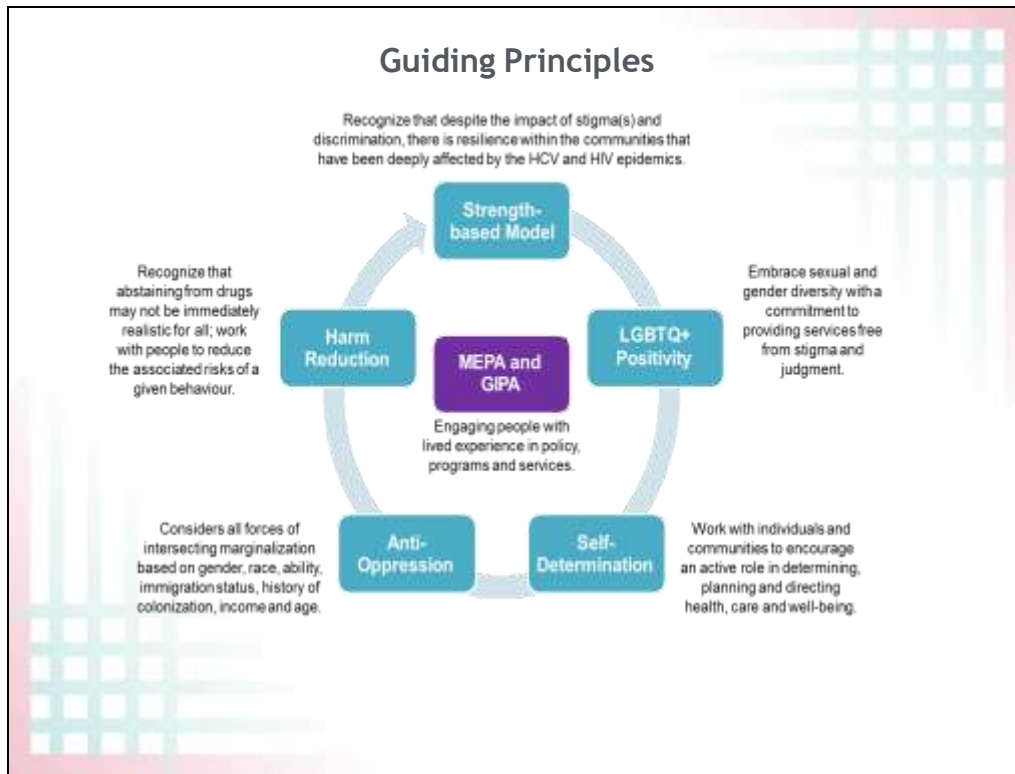 Guiding Principles
Recognize that despite the impact of stigma(s) and
discrimination, there is resilience within the communities that
have been deeply affected by the HCV and HIV epidemics.
Strength-
based Model
Embrace sexual and
gender diversity with a
commitment to
providing services free
from stigma and
judgment.
LGBTQ+
Positivity
Work with individuals and
communities to encourage
an active role in determining,
planning and directing
health, care and well-being.
Self-
Determination
Considers all forces of
intersecting marginalization
based on gender, race, ability,
immigration status, history of
colonization, income and age.
Anti-
Oppression
Recognize that
abstaining from drugs
may not be immediately
realistic for all; work
with people to reduce
the associated risks of a
given behaviour.
Harm
Reduction
MEPA and
GIPA
Engaging people with
lived experience in policy,
programs and services.